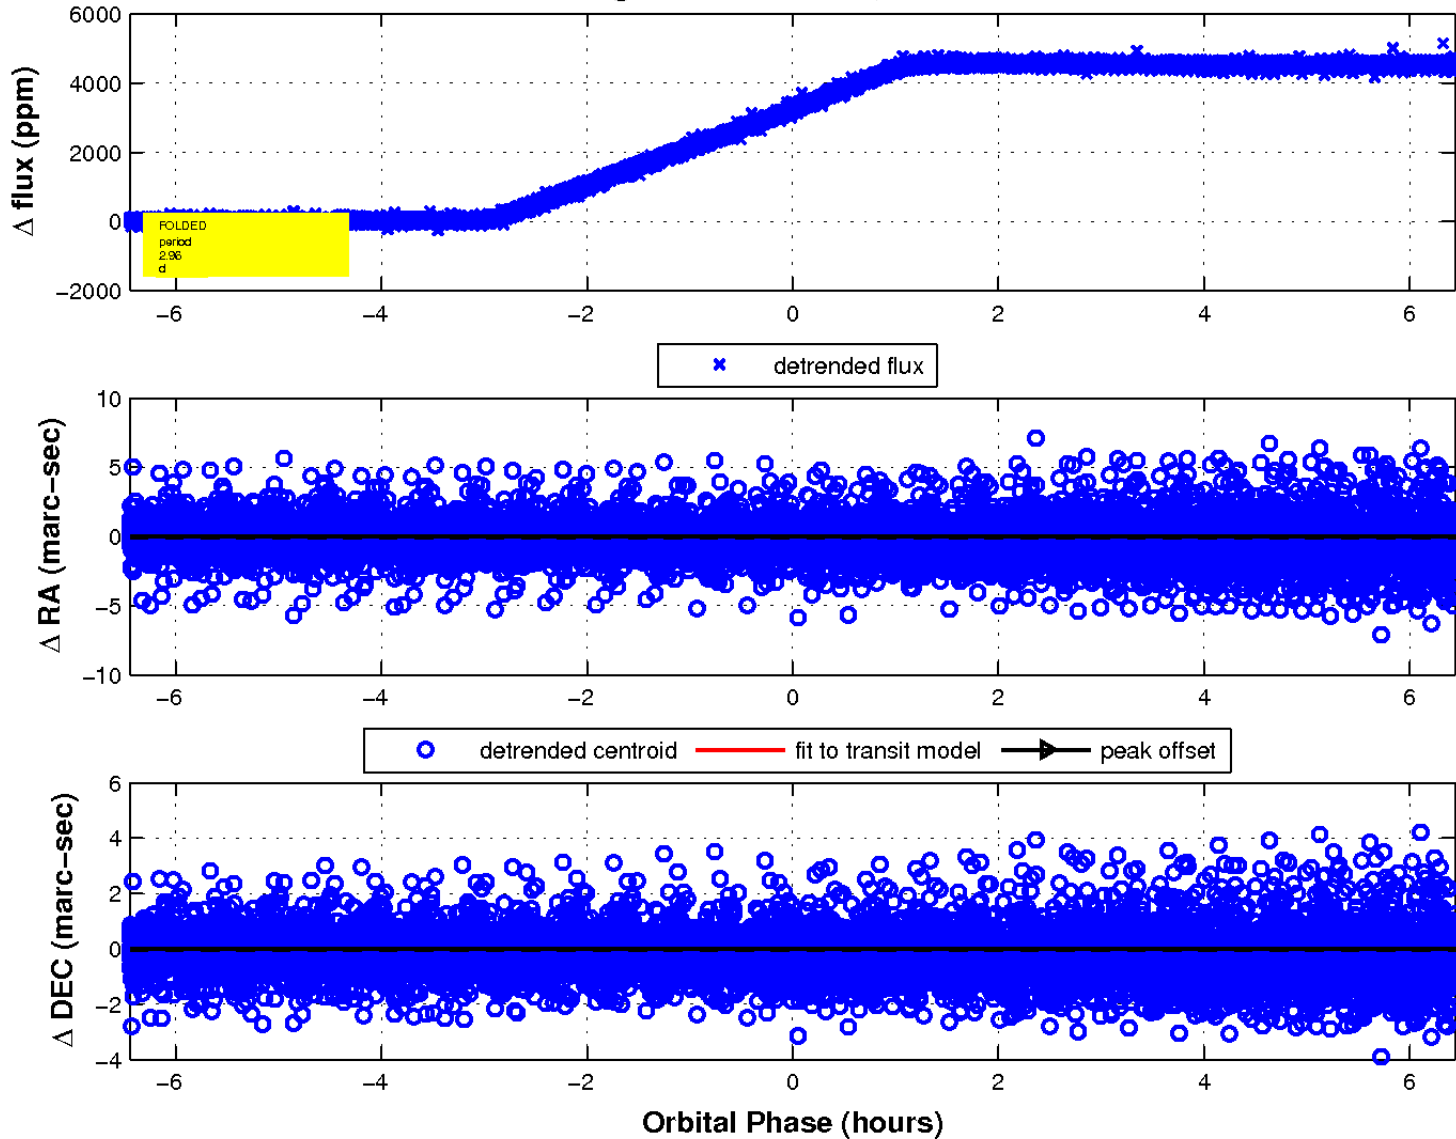 6000
4000
2000
0
−2000
Δ flux (ppm)
FOLDED
period
2.96
d
−6 −4 −2 0 2 4 6
detrended flux
10
5
0
−5
−10
Δ RA (marc−sec)
−6 −4 −2 0 2 4 6
detrended centroid fit to transit model peak offset
6
4
2
0
−2
−4
Δ DEC (marc−sec)
−6 −4 −2 0 2 4 6
Orbital Phase (hours)